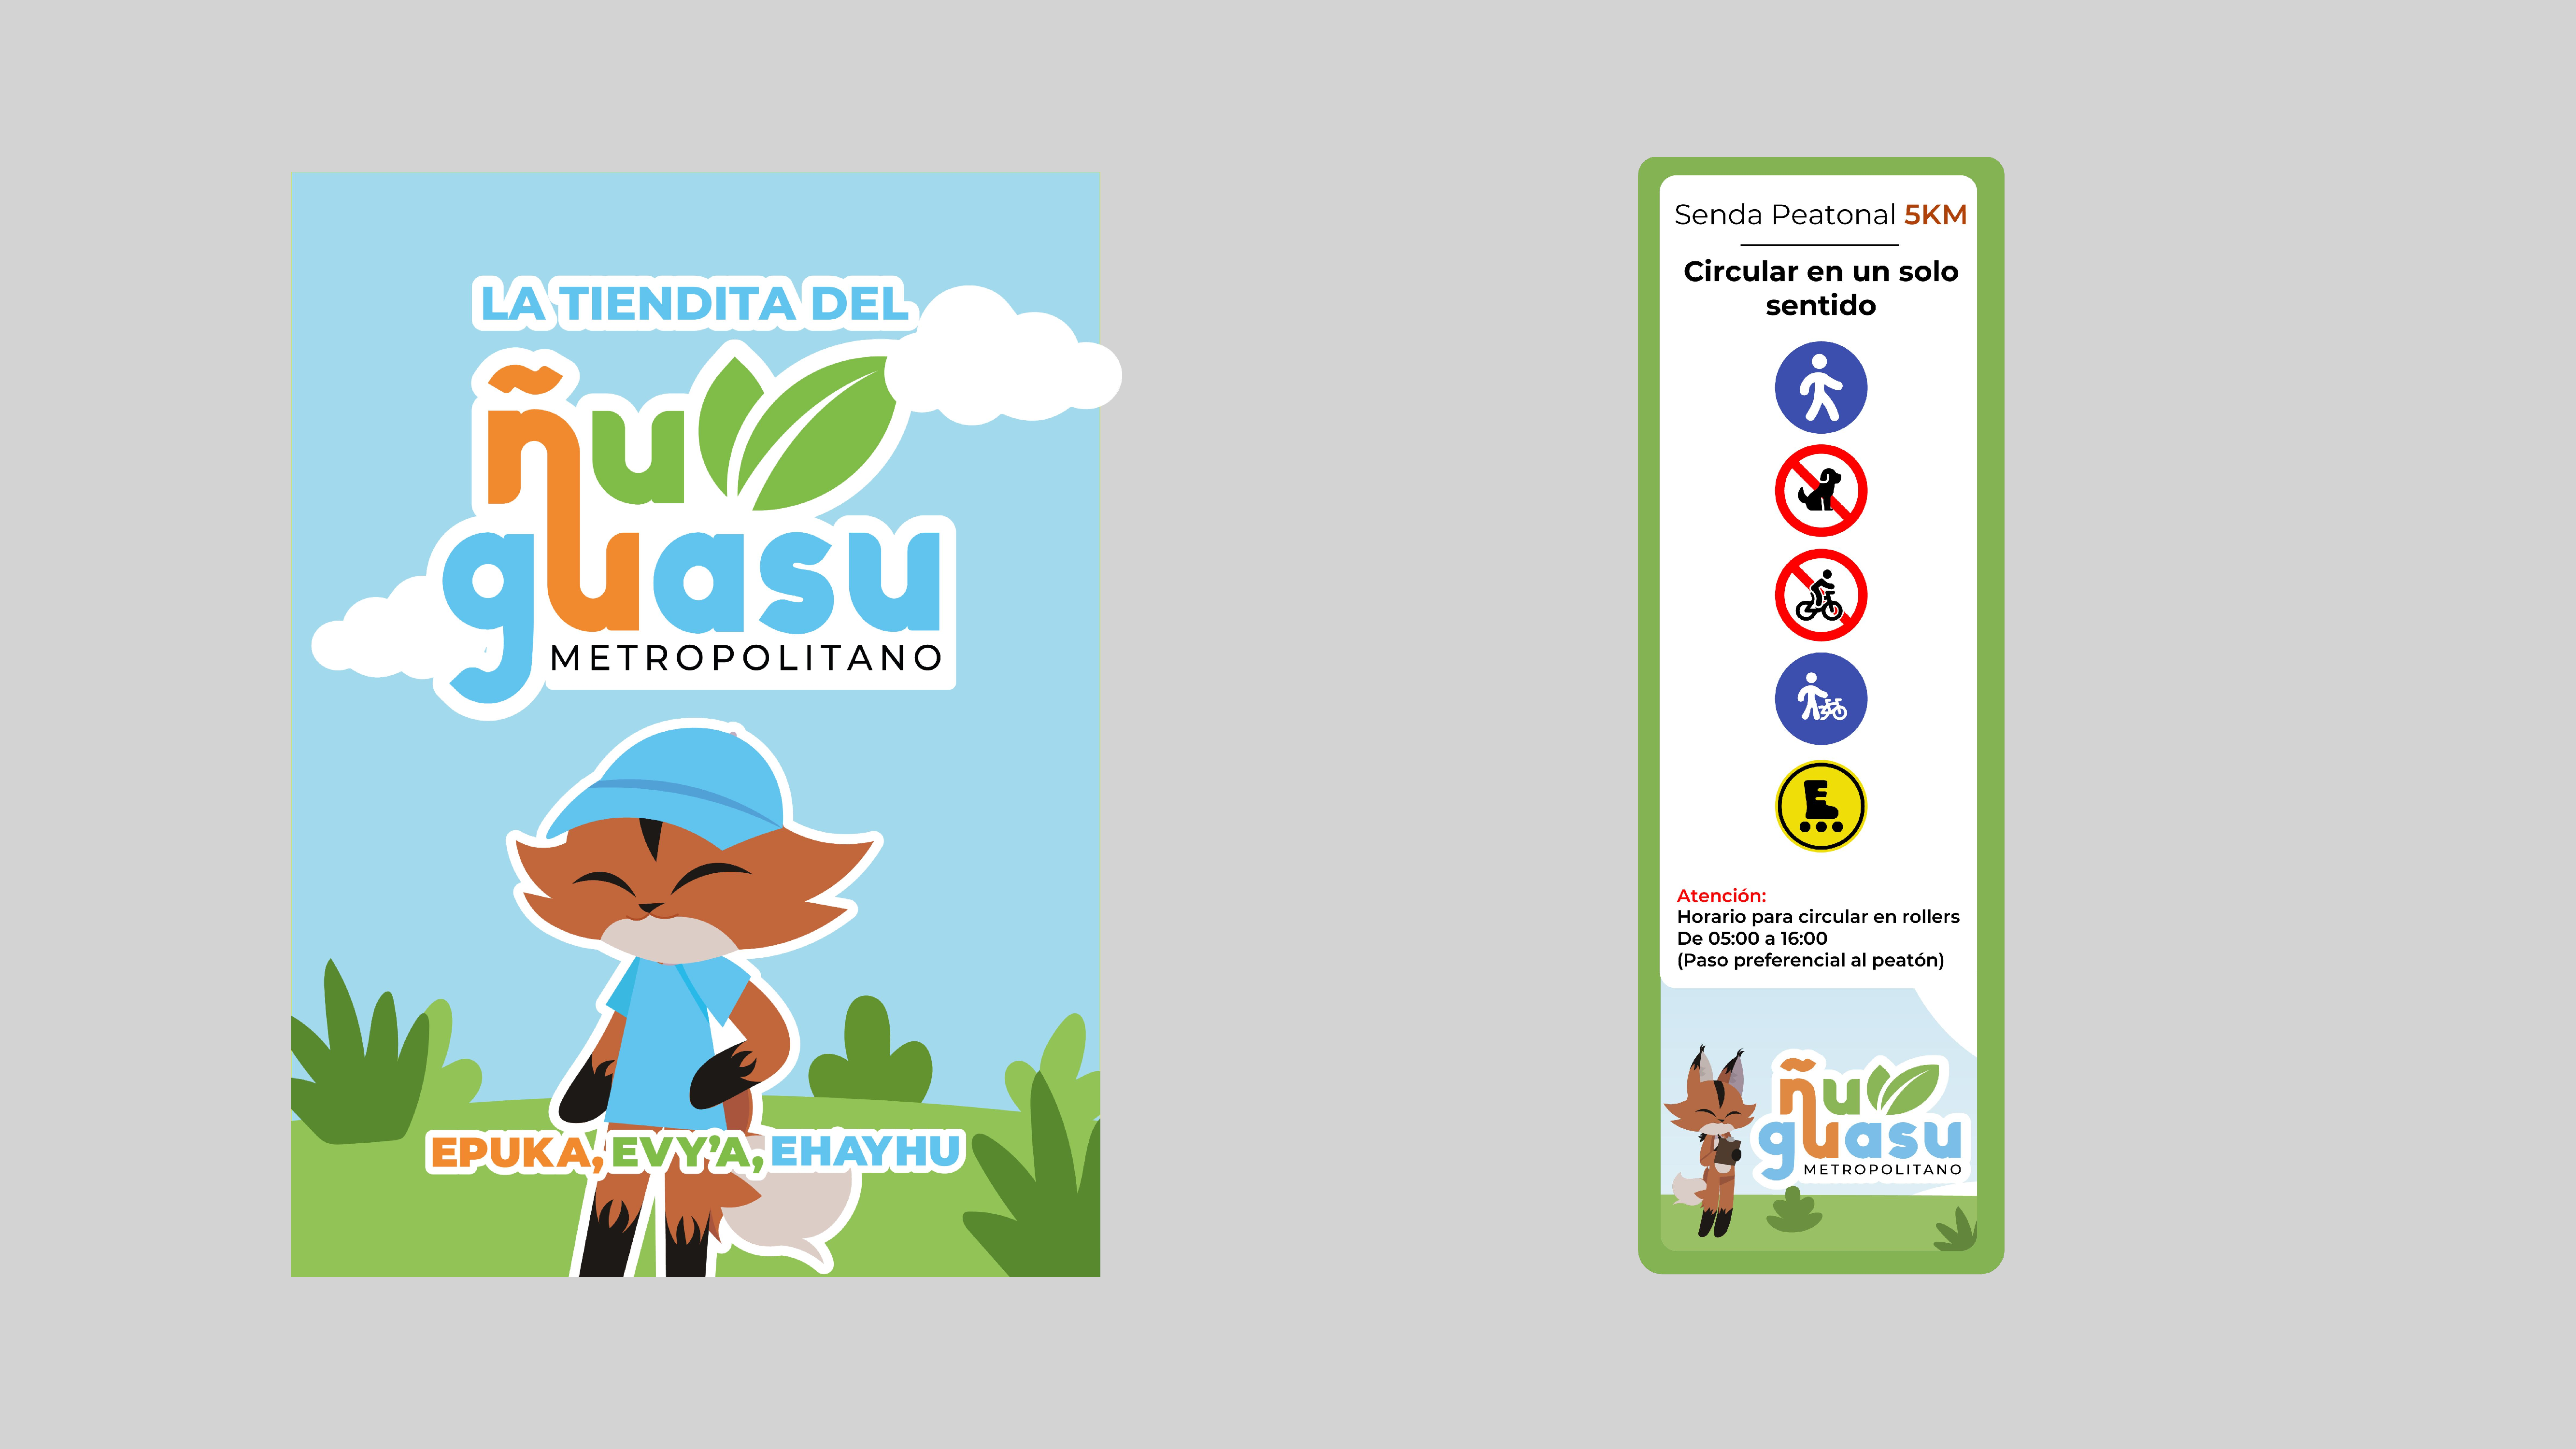 LA TIENDITA DEL
ñu
guasu
METROPOLITANO
EPUKA, EVY'A, EHAYHU
Senda Peatonal 5KM
Circular en un solo
sentido
Atención:
Horario para circular en rollers
De 05:00 a 16:00
(Paso preferencial al peatón)
ñu
guasu
METROPOLITANO